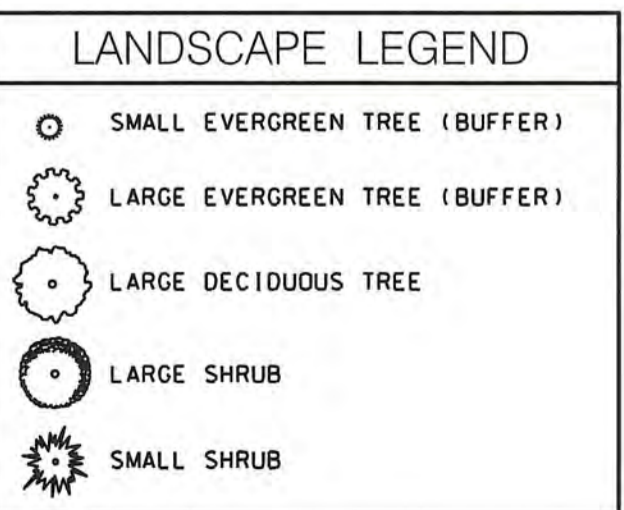 LANDSCAPE LEGEND
SMALL EVERGREEN TREE (BUFFER)
LARGE EVERGREEN TREE (BUFFER)
LARGE DECIDUOUS TREE
LARGE SHRUB
SMALL SHRUB